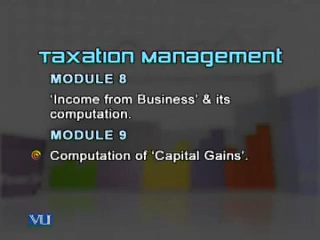 Taxation Management
MODULE 8
‘Income from Business’ & its
computation.
MODULE 9
Computation of ‘Capital Gains’.
VU